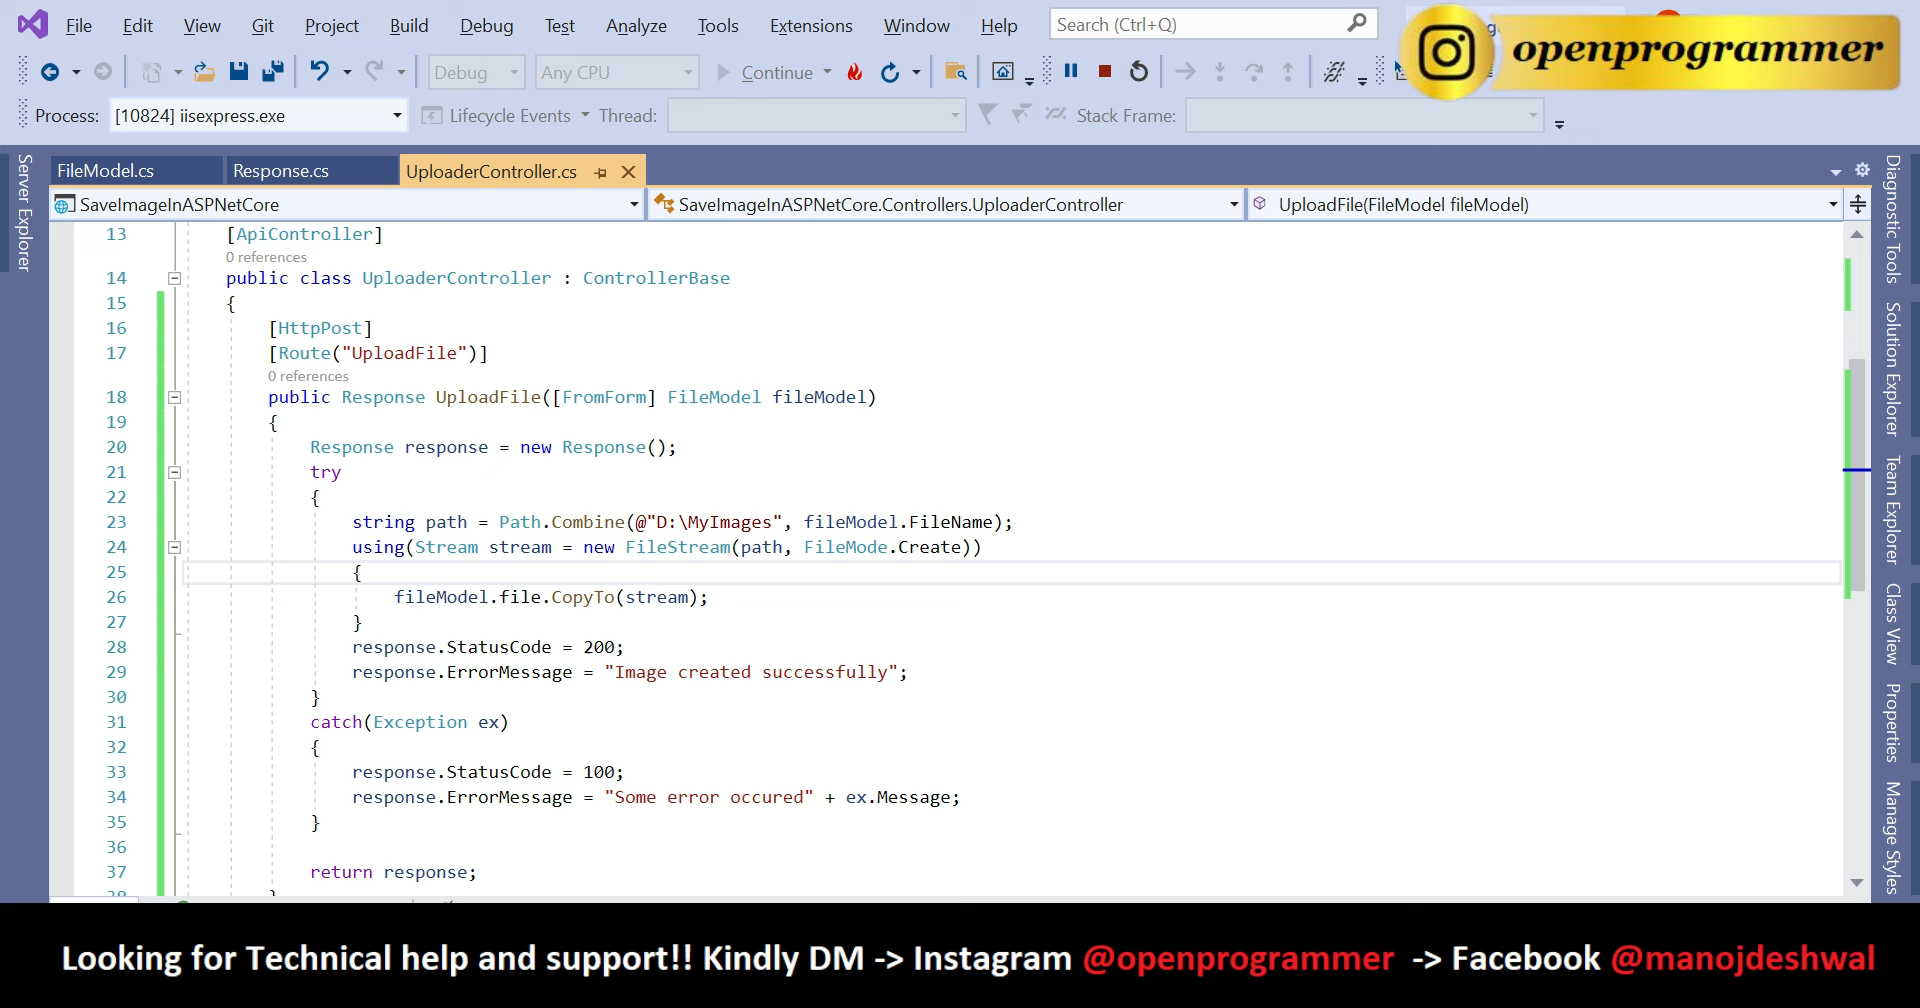 File Edit View Git Project Build Debug Test Analyze Tools Extensions Window Help Search (Ctrl+Q)
openprogrammer
Debug Any CPU Continue
Process: [10824] iisexpress.exe Lifecycle Events Thread: Stack Frame:
Server Explorer
FileModel.cs Response.cs UploaderController.cs
SaveImageInASPNetCore SaveImageInASPNetCore.Controllers.UploaderController UploadFile(FileModel fileModel)
13 [ApiController]
0 references
14 public class UploaderController : ControllerBase
15 {
16 [HttpPost]
17 [Route("UploadFile")]
0 references
18 public Response UploadFile([FromForm] FileModel fileModel)
19 {
20 Response response = new Response();
21 try
22 {
23 string path = Path.Combine(@"D:\MyImages", fileModel.FileName);
24 using(Stream stream = new FileStream(path, FileMode.Create))
25 {
26 fileModel.file.CopyTo(stream);
27 }
28 response.StatusCode = 200;
29 response.ErrorMessage = "Image created successfully";
30 }
31 catch(Exception ex)
32 {
33 response.StatusCode = 100;
34 response.ErrorMessage = "Some error occured" + ex.Message;
35 }
36
37 return response;
38 }
Diagnostic Tools
Solution Explorer
Team Explorer
Class View
Properties
Manage Styles
Looking for Technical help and support!! Kindly DM -> Instagram @openprogrammer -> Facebook @manojdeshwal